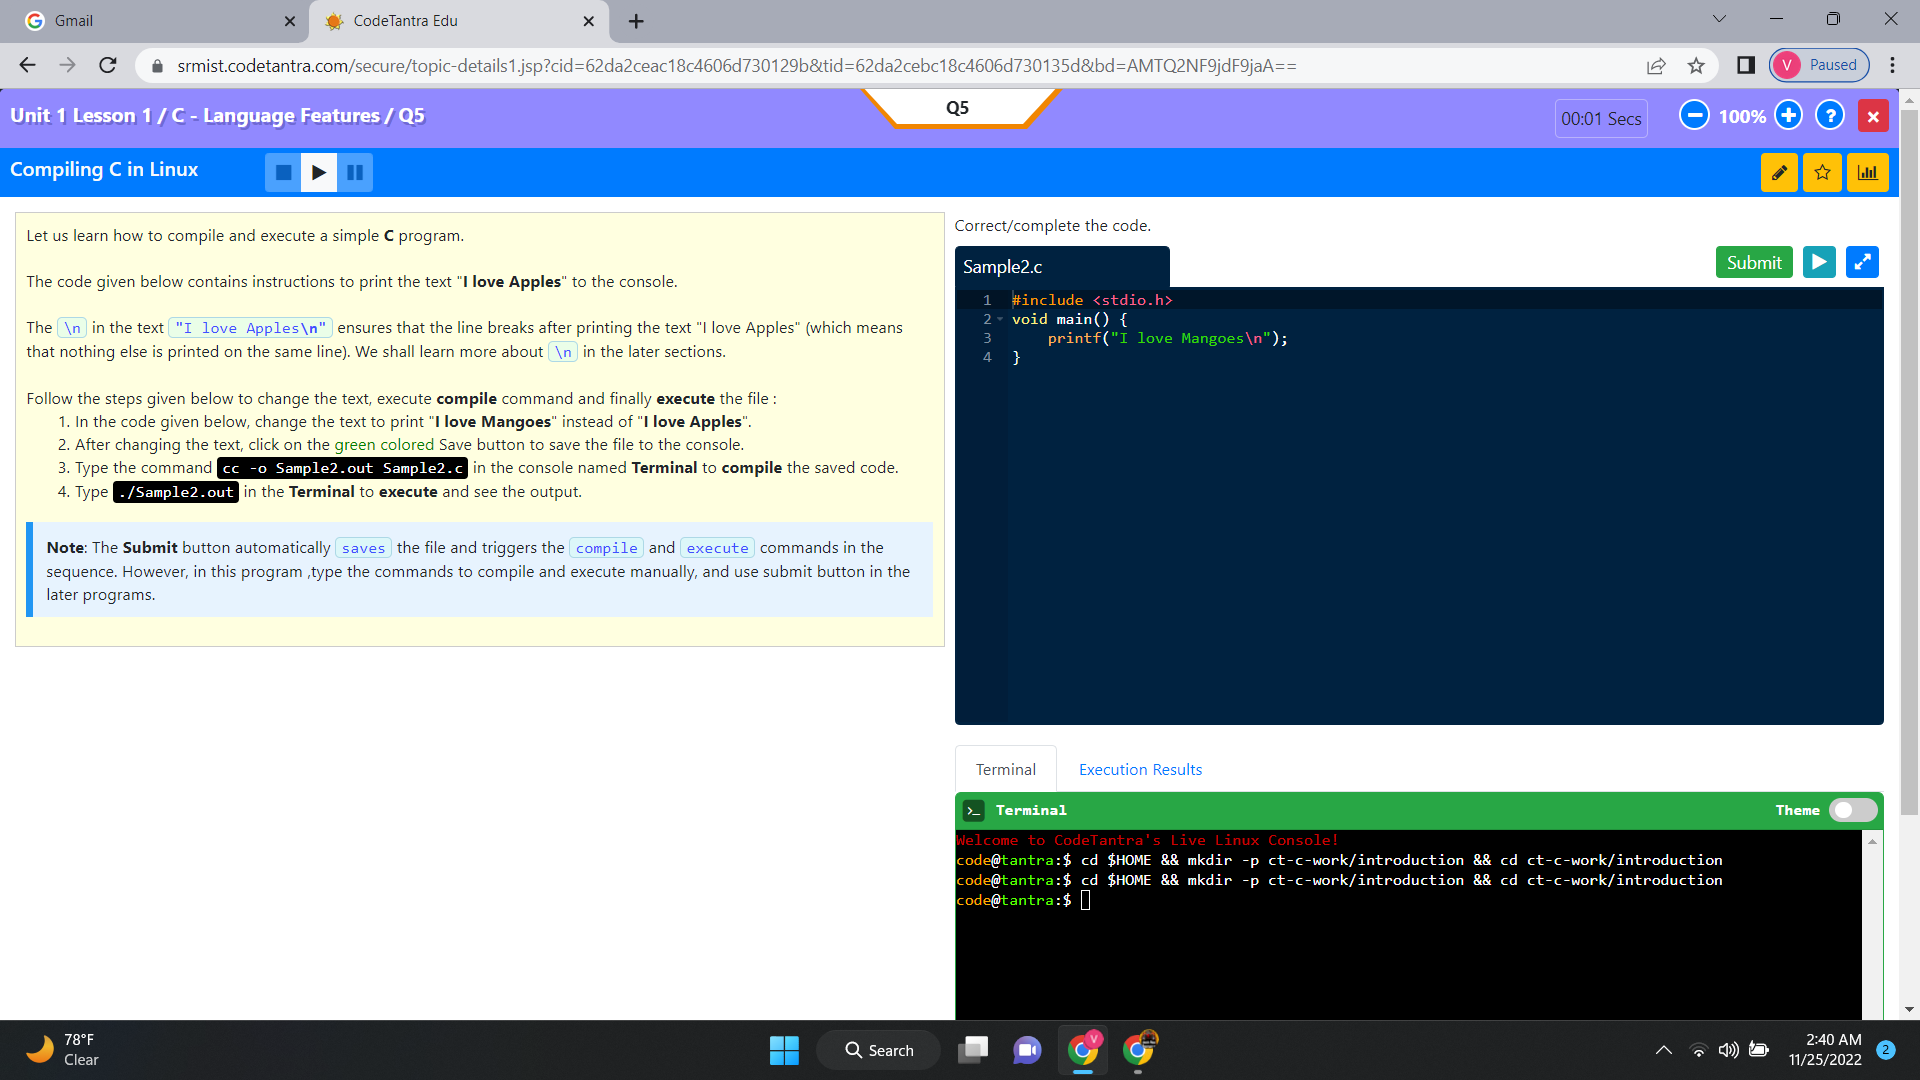 Gmail
CodeTantra Edu
srmist.codetantra.com/secure/topic-details1.jsp?cid=62da2ceac18c4606d730129b&tid=62da2cebc18c4606d730135d&bd=AMTQ2NF9jdF9jaA==
V Paused
Unit 1 Lesson 1 / C - Language Features / Q5
Q5
00:01 Secs
100%
?
Compiling C in Linux
Let us learn how to compile and execute a simple C program.
The code given below contains instructions to print the text "I love Apples" to the console.
The \n in the text "I love Apples\n" ensures that the line breaks after printing the text "I love Apples" (which means
that nothing else is printed on the same line). We shall learn more about \n in the later sections.
Follow the steps given below to change the text, execute compile command and finally execute the file :
1. In the code given below, change the text to print "I love Mangoes" instead of "I love Apples".
2. After changing the text, click on the green colored Save button to save the file to the console.
3. Type the command cc -o Sample2.out Sample2.c in the console named Terminal to compile the saved code.
4. Type ./Sample2.out in the Terminal to execute and see the output.
Note: The Submit button automatically saves the file and triggers the compile and execute commands in the
sequence. However, in this program ,type the commands to compile and execute manually, and use submit button in the
later programs.
Correct/complete the code.
Sample2.c
Submit
1 #include <stdio.h>
2 void main() {
3 printf("I love Mangoes\n");
4 }
Terminal
Execution Results
Terminal
Theme
Welcome to CodeTantra's Live Linux Console!
code@tantra:$ cd $HOME && mkdir -p ct-c-work/introduction && cd ct-c-work/introduction
code@tantra:$ cd $HOME && mkdir -p ct-c-work/introduction && cd ct-c-work/introduction
code@tantra:$
78°F
Clear
Search
V
2:40 AM
11/25/2022
2